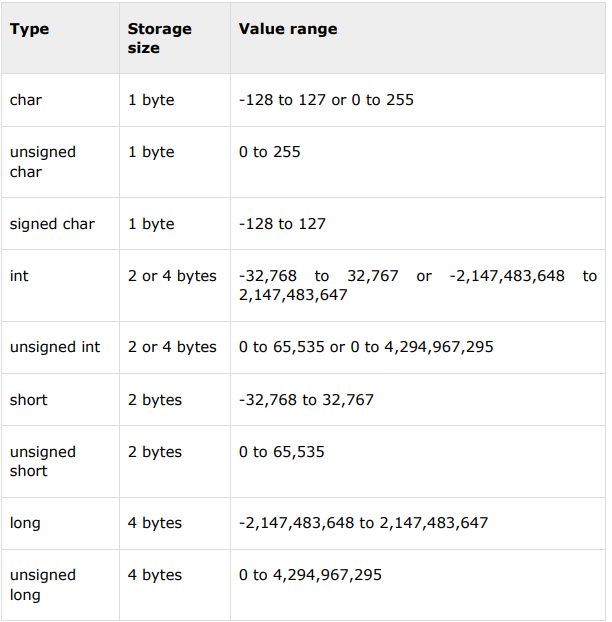 Type Storage size Value range
char 1 byte -128 to 127 or 0 to 255
unsigned char 1 byte 0 to 255
signed char 1 byte -128 to 127
int 2 or 4 bytes -32,768 to 32,767 or -2,147,483,648 to 2,147,483,647
unsigned int 2 or 4 bytes 0 to 65,535 or 0 to 4,294,967,295
short 2 bytes -32,768 to 32,767
unsigned short 2 bytes 0 to 65,535
long 4 bytes -2,147,483,648 to 2,147,483,647
unsigned long 4 bytes 0 to 4,294,967,295